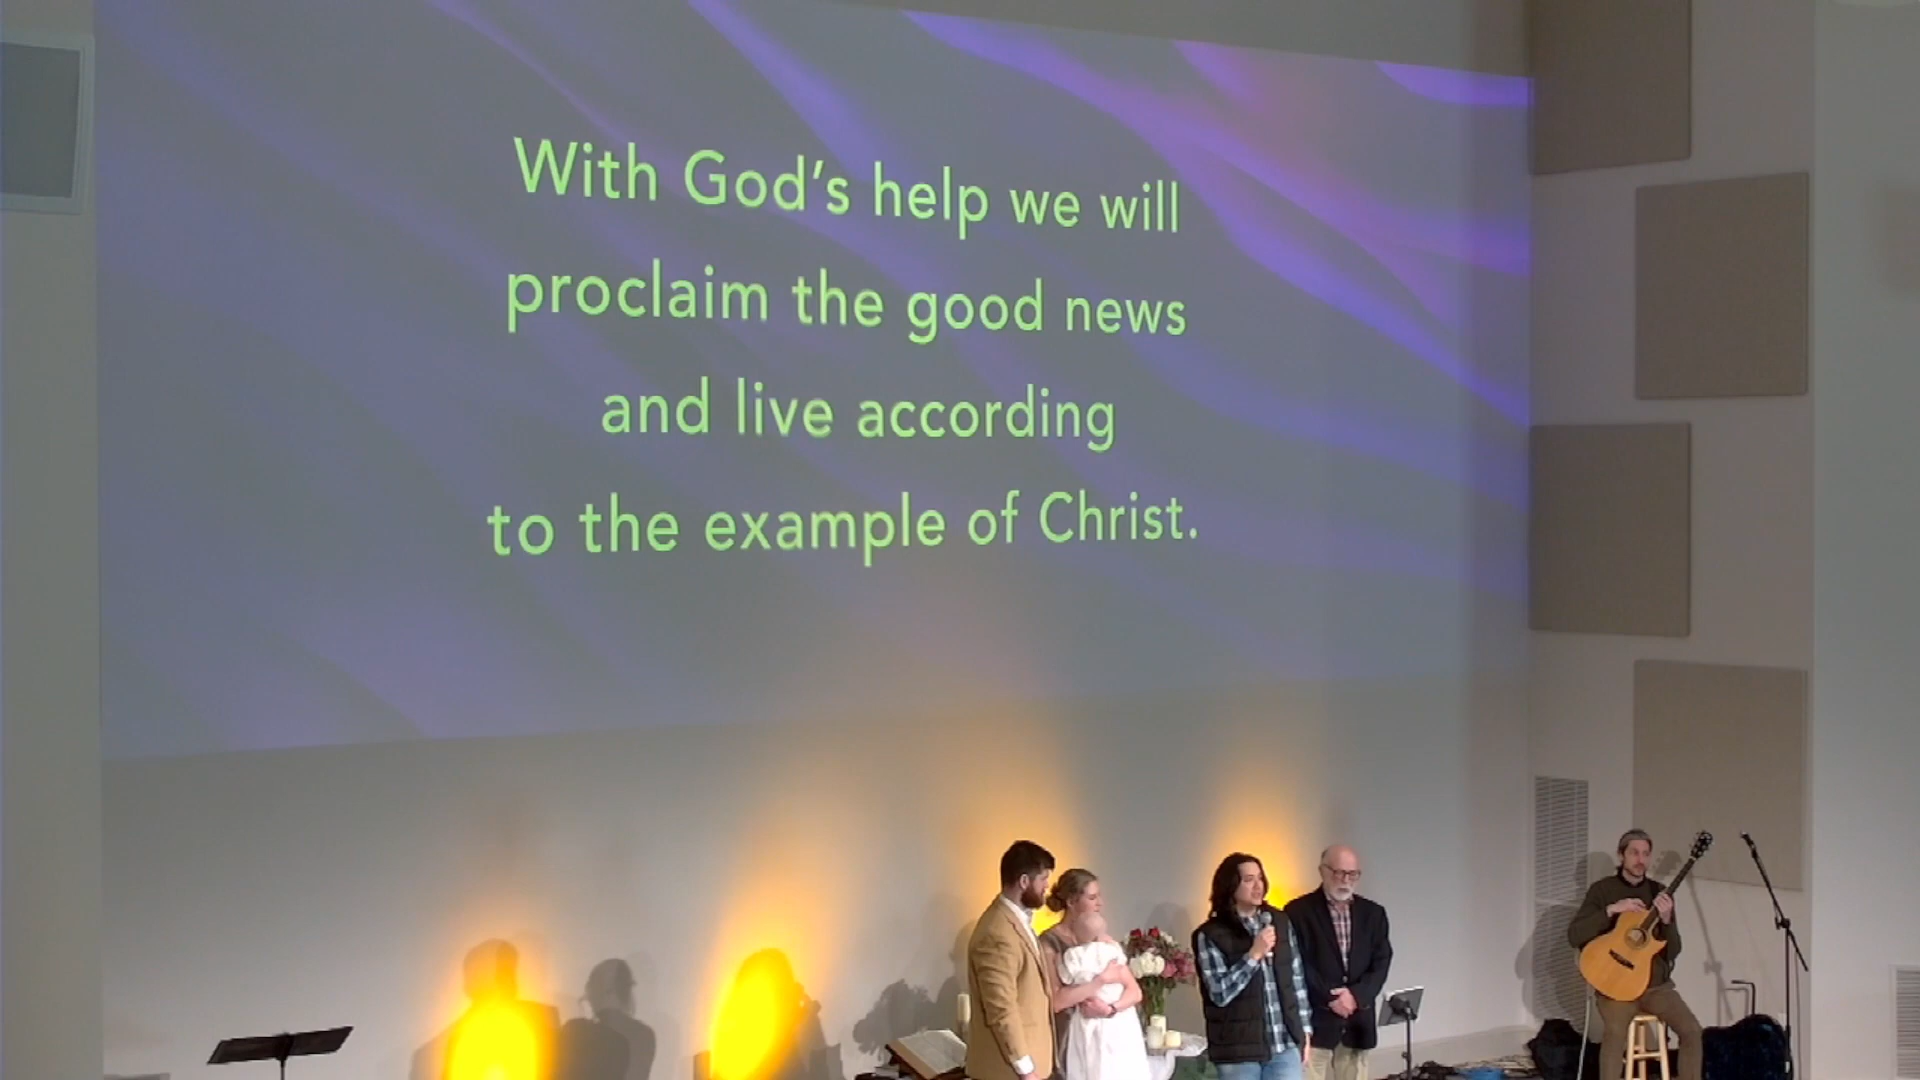 With God's help we will
proclaim the good news
and live according
to the example of Christ.